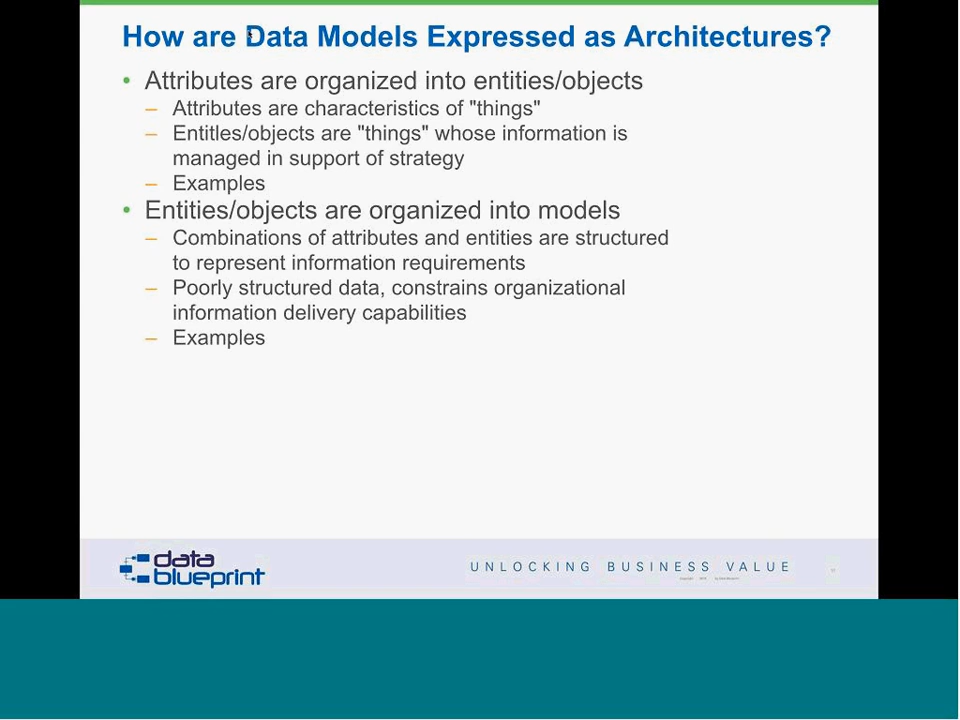 How are Data Models Expressed as Architectures?
• Attributes are organized into entities/objects
– Attributes are characteristics of "things"
– Entitles/objects are "things" whose information is
managed in support of strategy
– Examples
• Entities/objects are organized into models
– Combinations of attributes and entities are structured
to represent information requirements
– Poorly structured data, constrains organizational
information delivery capabilities
– Examples
data
blueprint
UNLOCKING BUSINESS VALUE